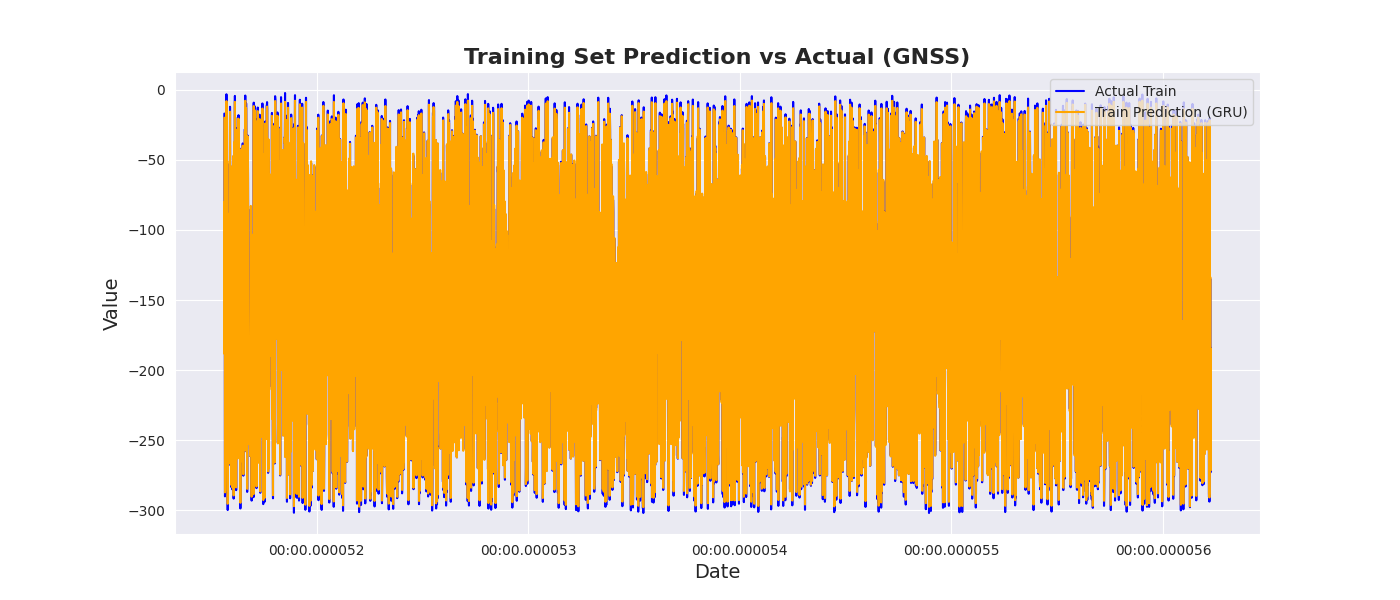 Training Set Prediction vs Actual (GNSS)
Actual Train
Train Prediction (GRU)
Value
0
−50
−100
−150
−200
−250
−300
00:00.000052 00:00.000053 00:00.000054 00:00.000055 00:00.000056
Date